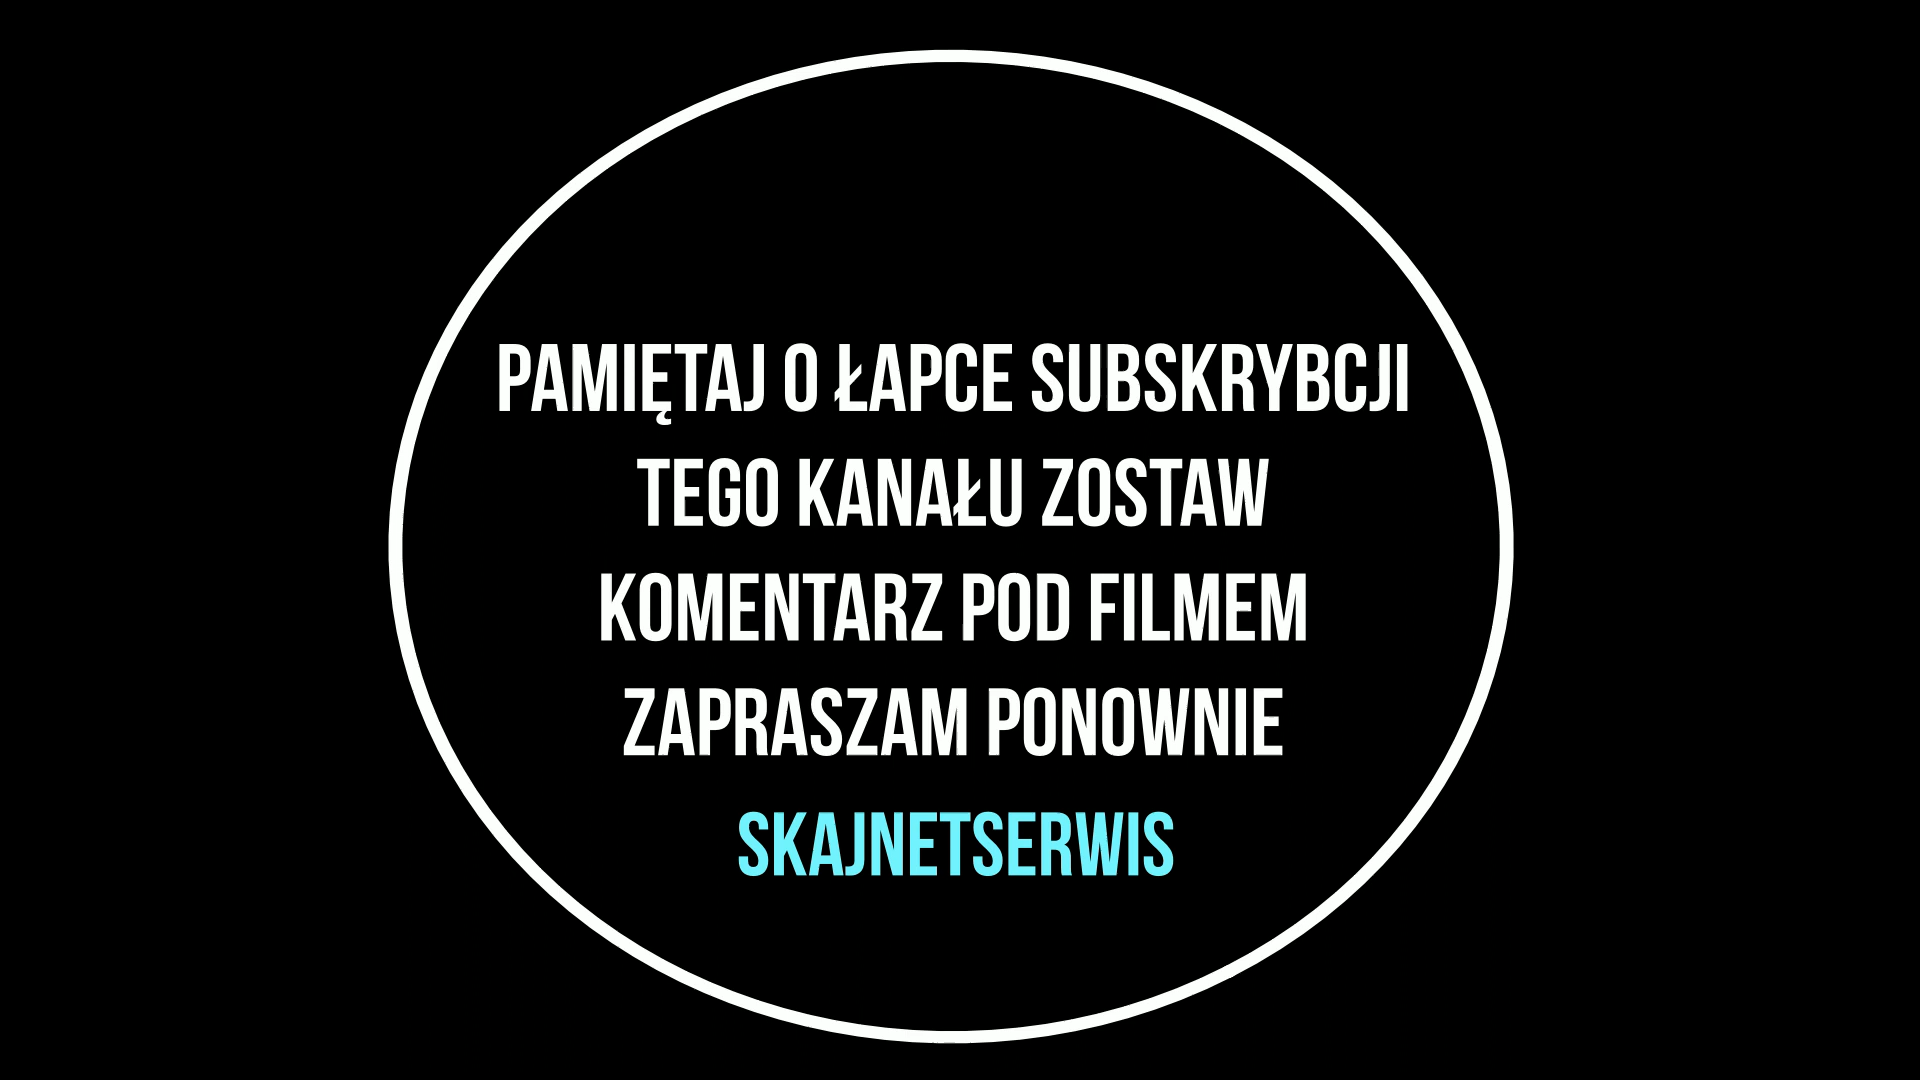 PAMIĘTAJ O ŁAPCE SUBSKRYBCJI
TEGO KANAŁU ZOSTAW
KOMENTARZ POD FILMEM
ZAPRASZAM PONOWNIE
SKAJNETSERWIS